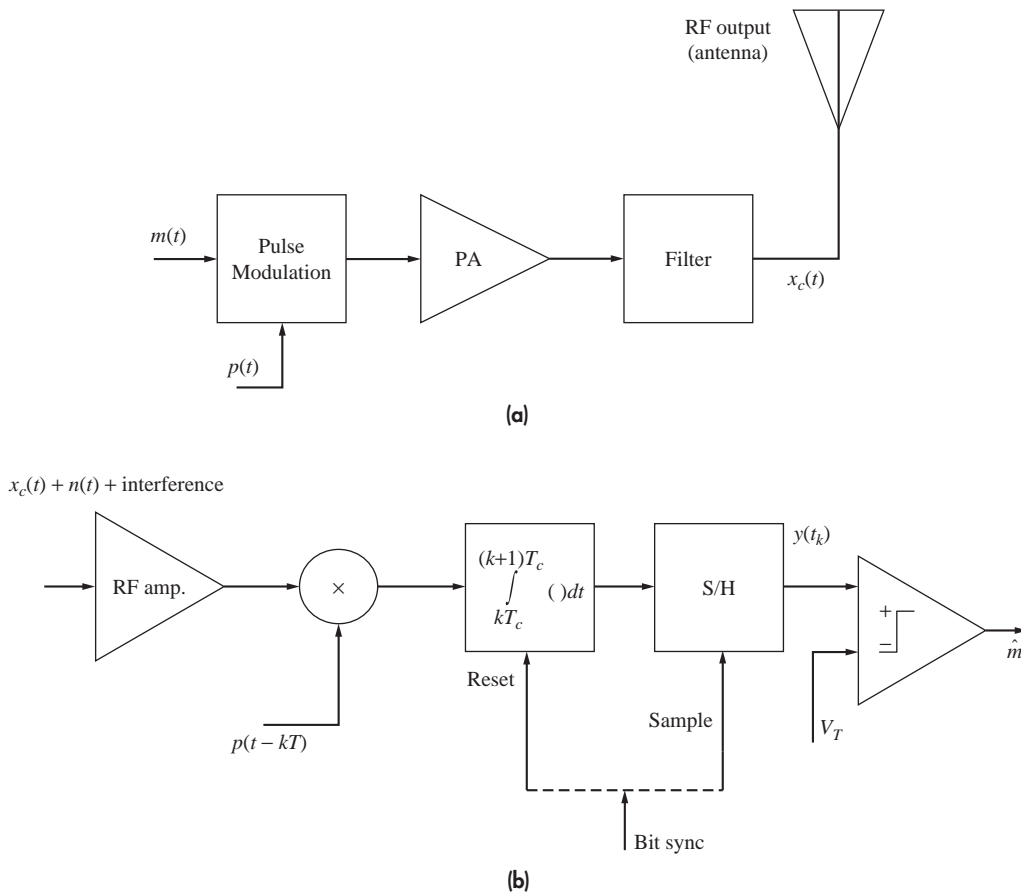 RF output
(antenna)
m(t)
Pulse
Modulation
PA
Filter
x_c(t)
p(t)
(a)
x_c(t) + n(t) + interference
RF amp.
×
(k+1)T_c
∫ ( )dt
kT_c
S/H
y(t_k)
+
−
m̂
Reset
Sample
p(t − kT)
V_T
Bit sync
(b)